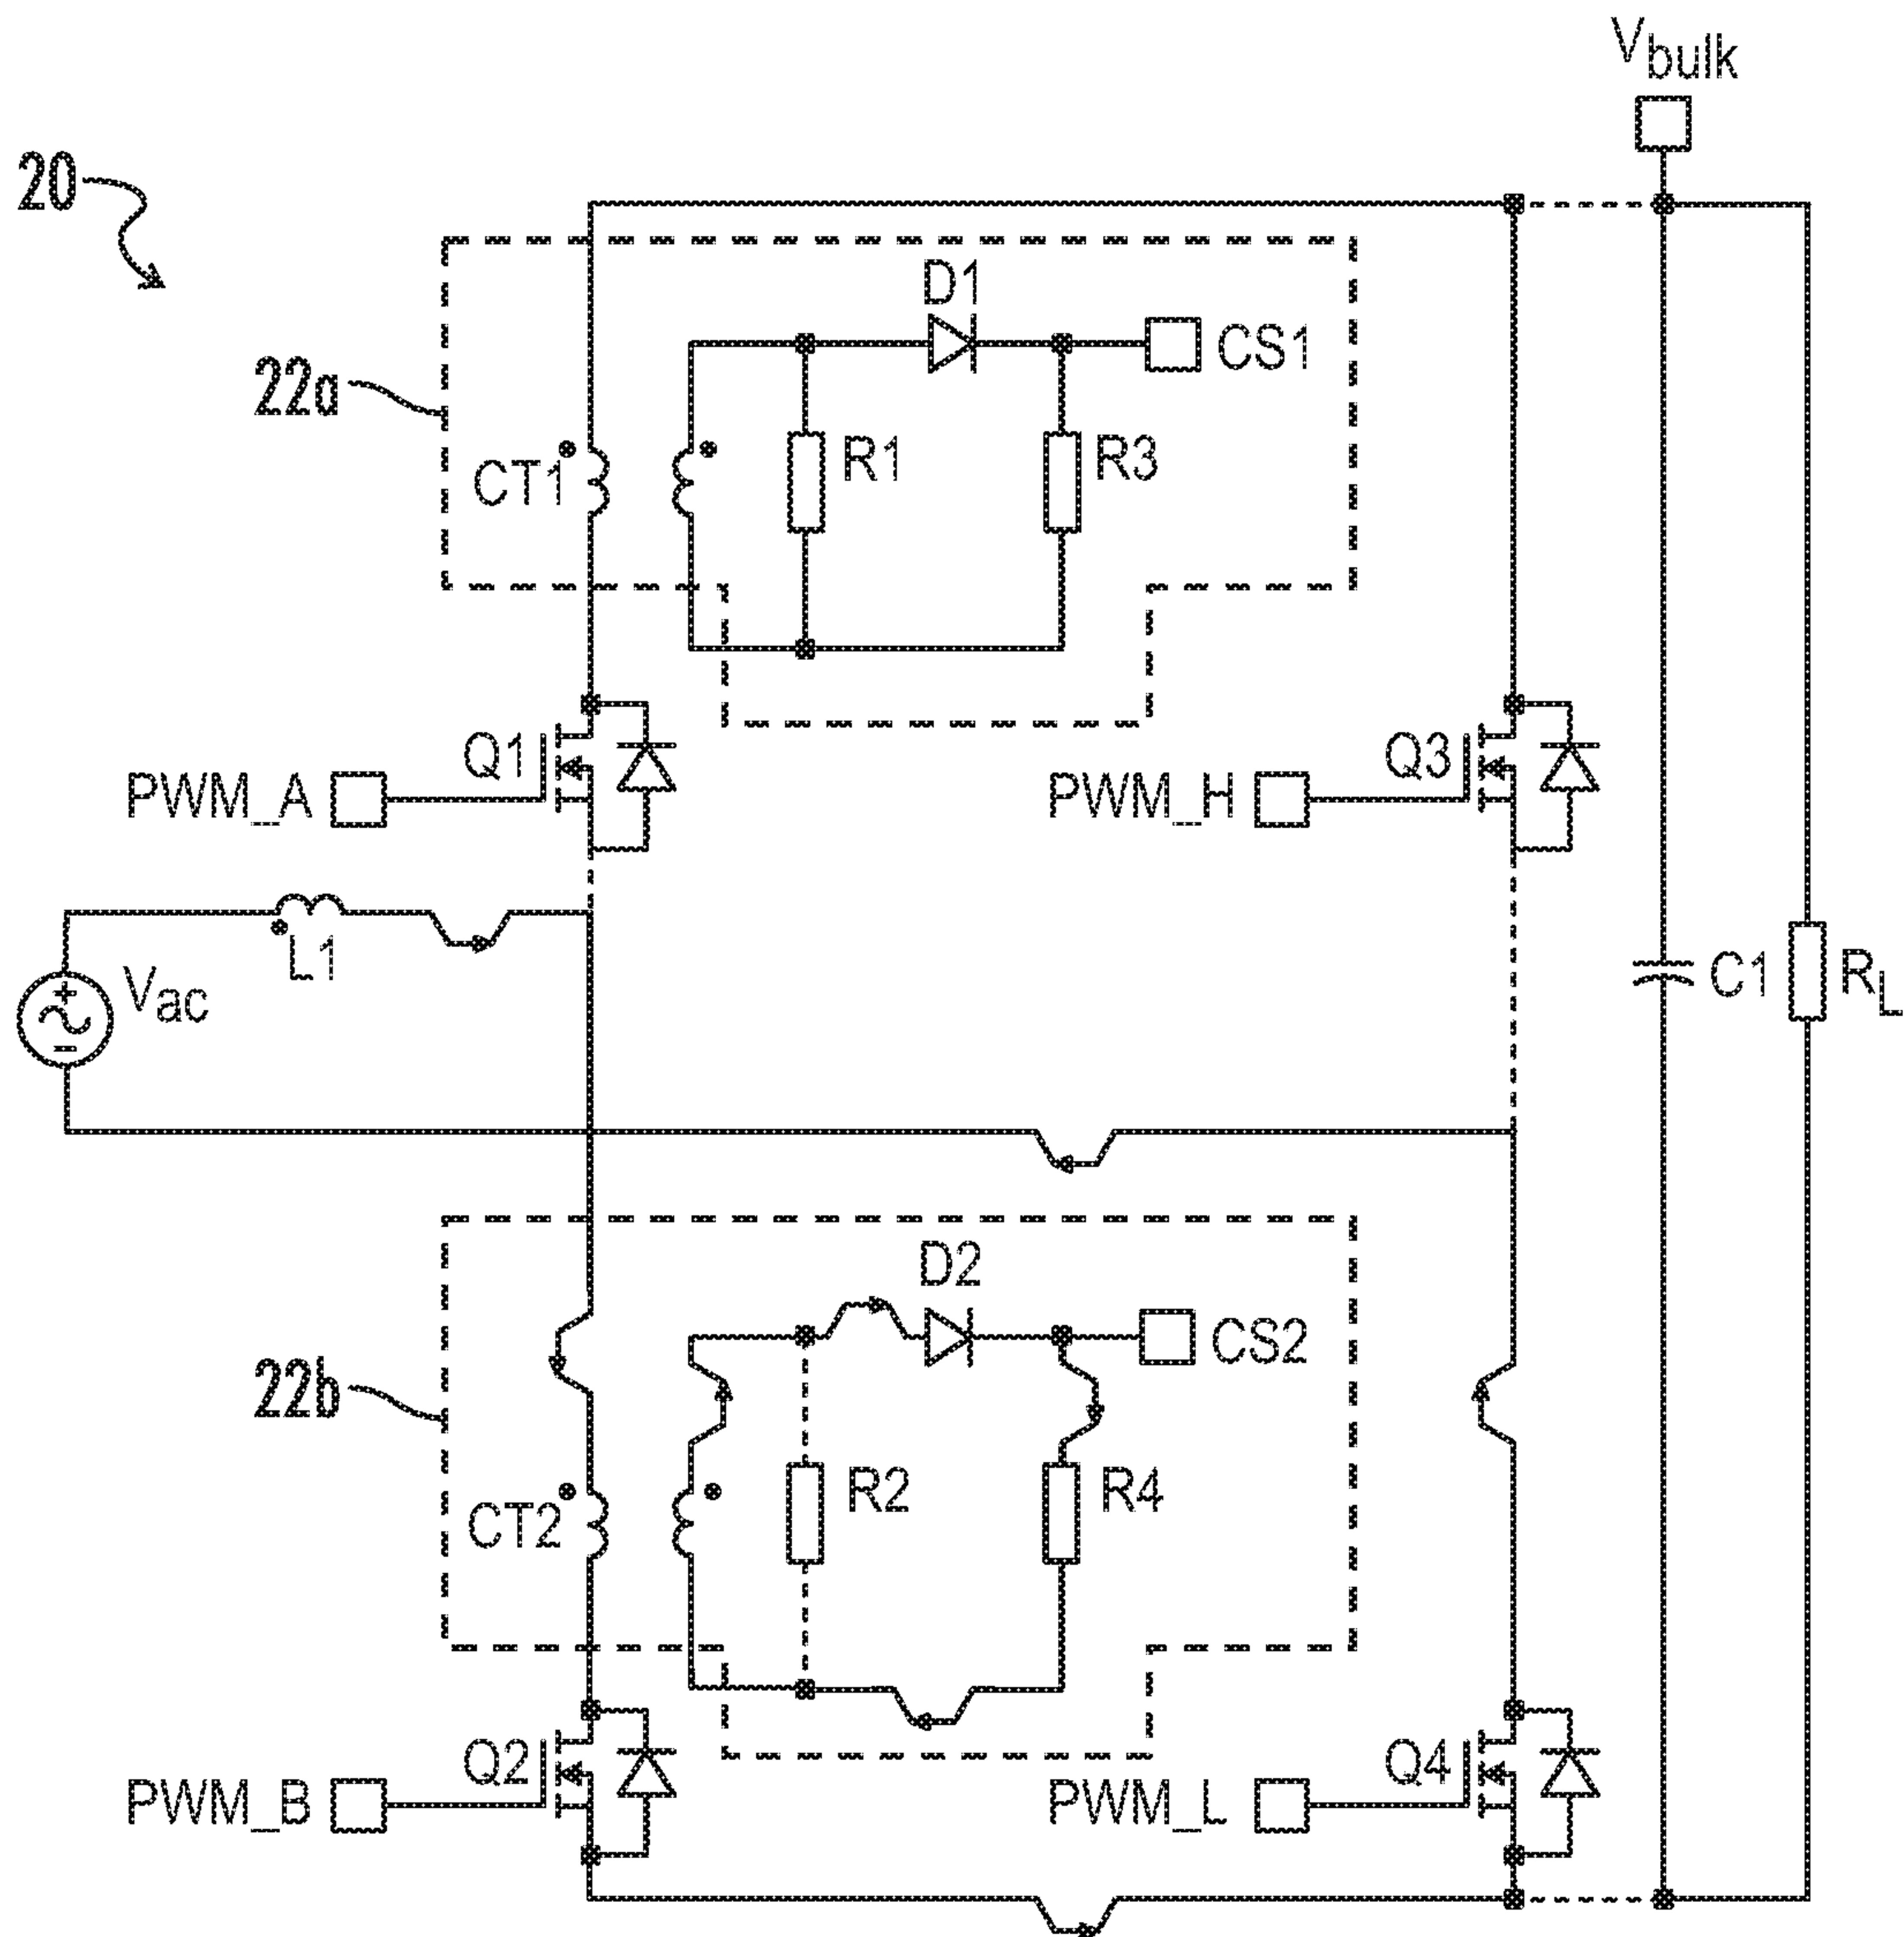 Vbulk
20
D1
CS1
22a
CT1
R1
R3
Q1
PWM_A
Q3
PWM_H
L1
Vac
+
-
C1
RL
D2
CS2
22b
CT2
R2
R4
Q2
PWM_B
Q4
PWM_L